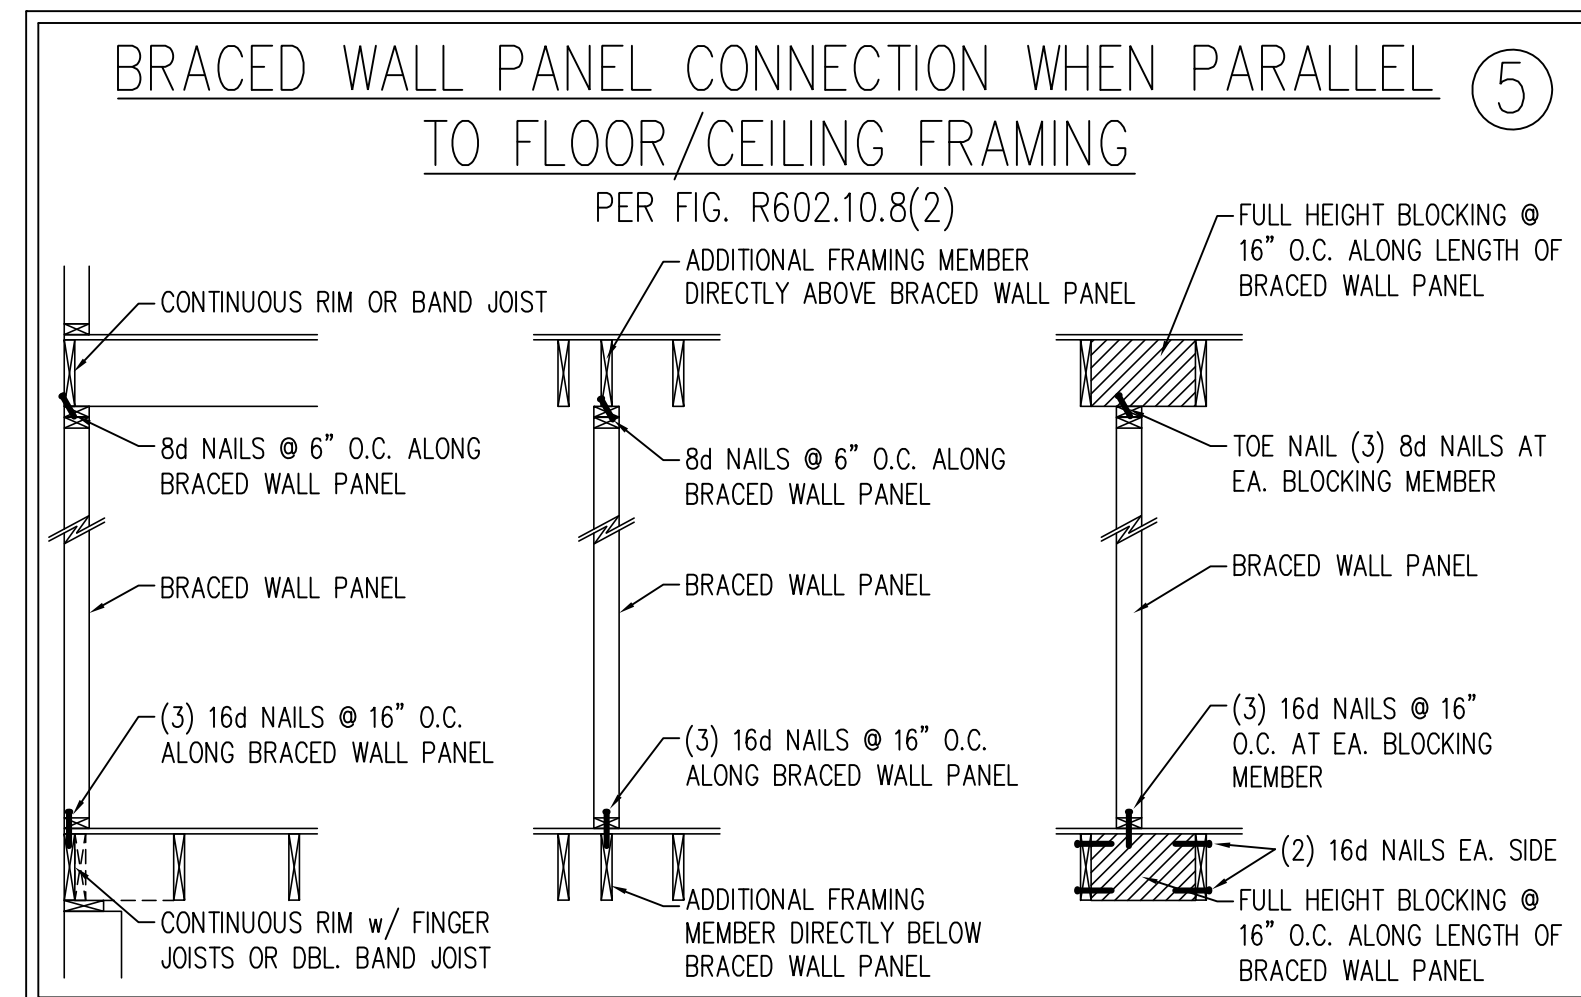 BRACED WALL PANEL CONNECTION WHEN PARALLEL
TO FLOOR/CEILING FRAMING
5
PER FIG. R602.10.8(2)
CONTINUOUS RIM OR BAND JOIST
8d NAILS @ 6" O.C. ALONG
BRACED WALL PANEL
BRACED WALL PANEL
(3) 16d NAILS @ 16" O.C.
ALONG BRACED WALL PANEL
CONTINUOUS RIM w/ FINGER
JOISTS OR DBL. BAND JOIST
ADDITIONAL FRAMING MEMBER
DIRECTLY ABOVE BRACED WALL PANEL
8d NAILS @ 6" O.C. ALONG
BRACED WALL PANEL
BRACED WALL PANEL
(3) 16d NAILS @ 16" O.C.
ALONG BRACED WALL PANEL
ADDITIONAL FRAMING
MEMBER DIRECTLY BELOW
BRACED WALL PANEL
FULL HEIGHT BLOCKING @
16" O.C. ALONG LENGTH OF
BRACED WALL PANEL
TOE NAIL (3) 8d NAILS AT
EA. BLOCKING MEMBER
BRACED WALL PANEL
(3) 16d NAILS @ 16"
O.C. AT EA. BLOCKING
MEMBER
(2) 16d NAILS EA. SIDE
FULL HEIGHT BLOCKING @
16" O.C. ALONG LENGTH OF
BRACED WALL PANEL